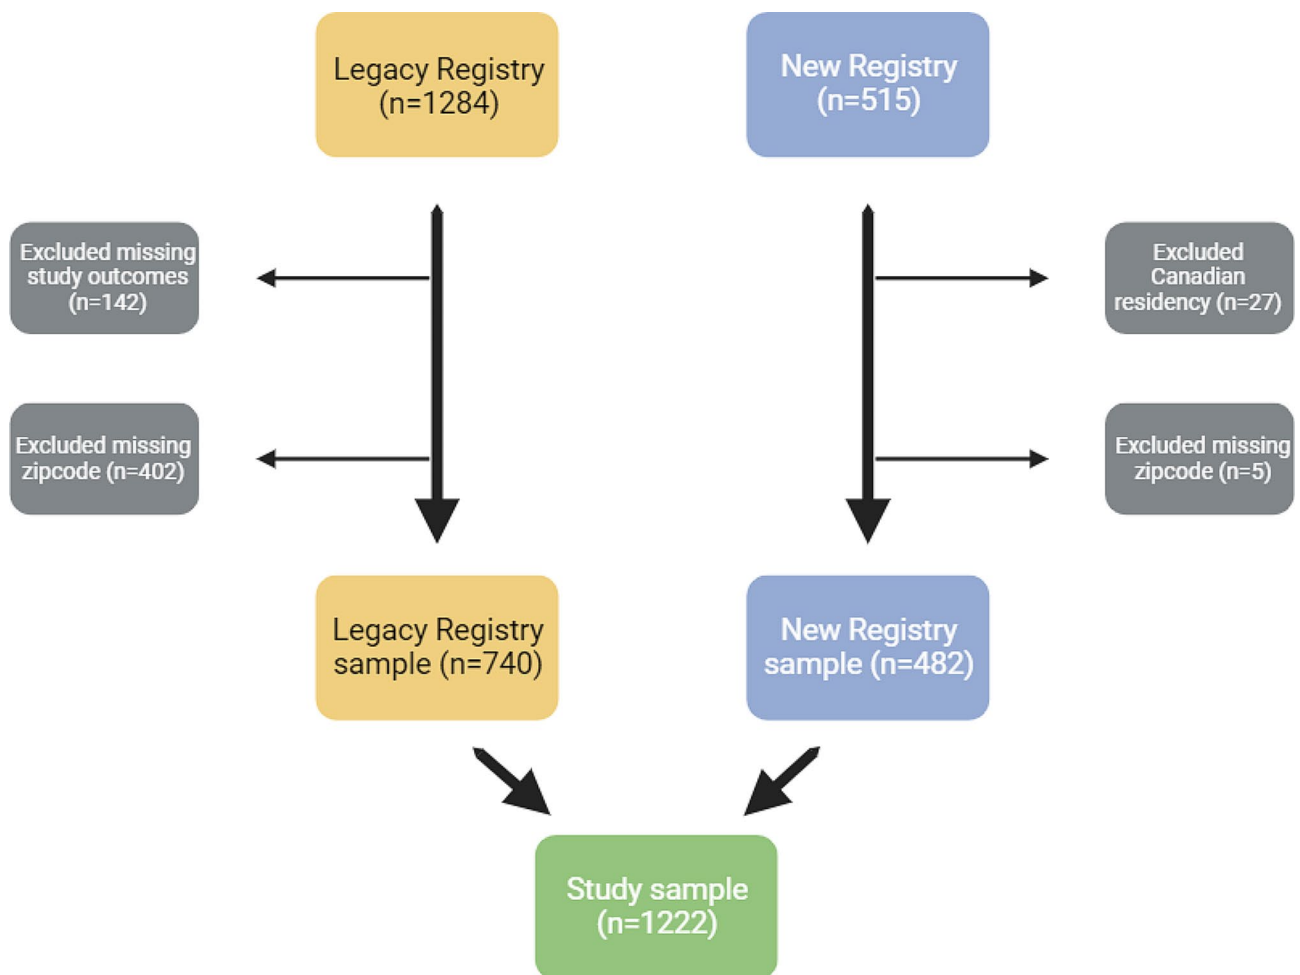 Legacy Registry
(n=1284)
New Registry
(n=515)
Excluded missing
study outcomes
(n=142)
Excluded
Canadian
residency (n=27)
Excluded missing
zipcode (n=402)
Excluded missing
zipcode (n=5)
Legacy Registry
sample (n=740)
New Registry
sample (n=482)
Study sample
(n=1222)